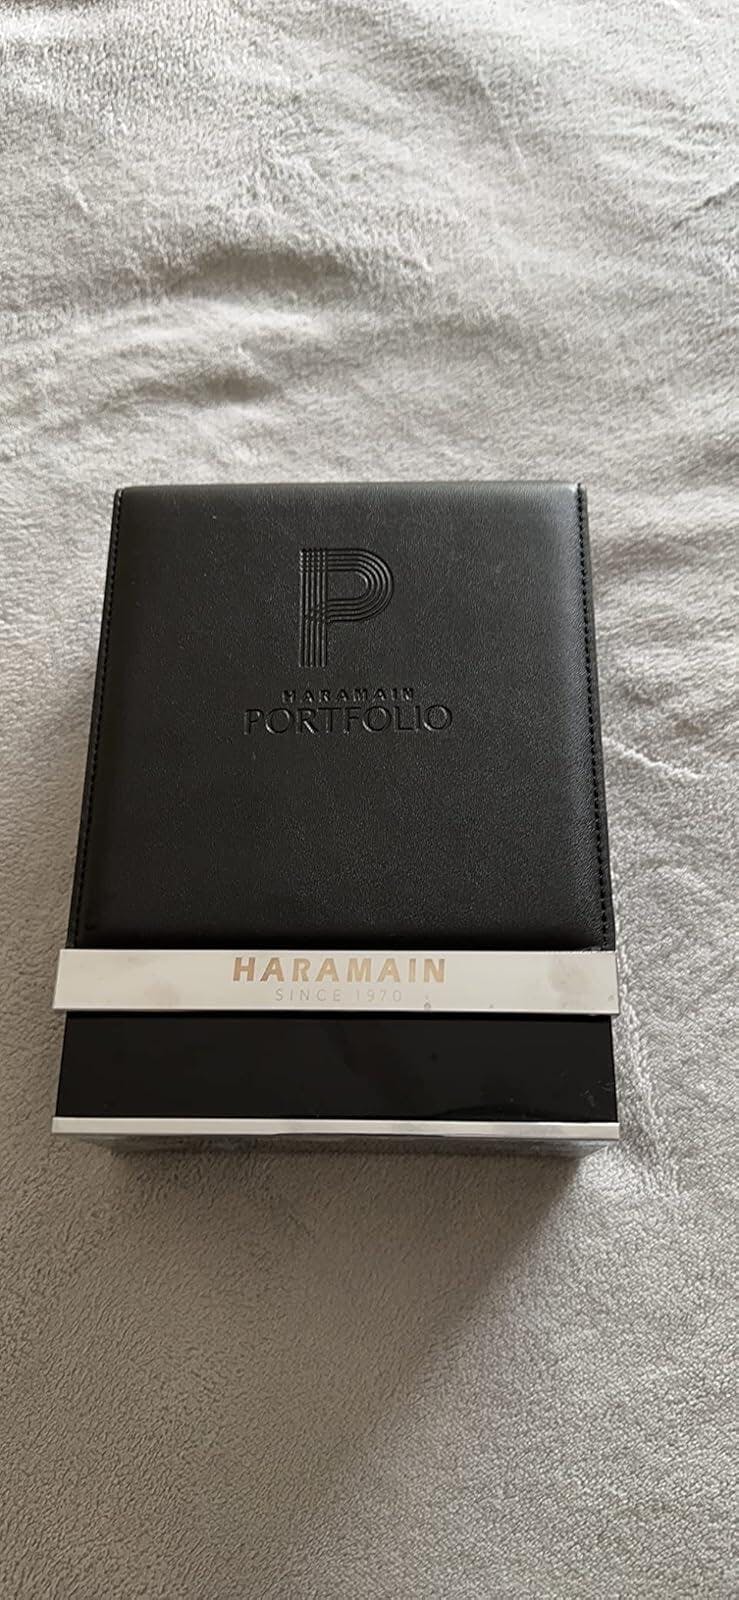 P
HARAMAIN
PORTFOLIO
HARAMAIN
SINCE 1970